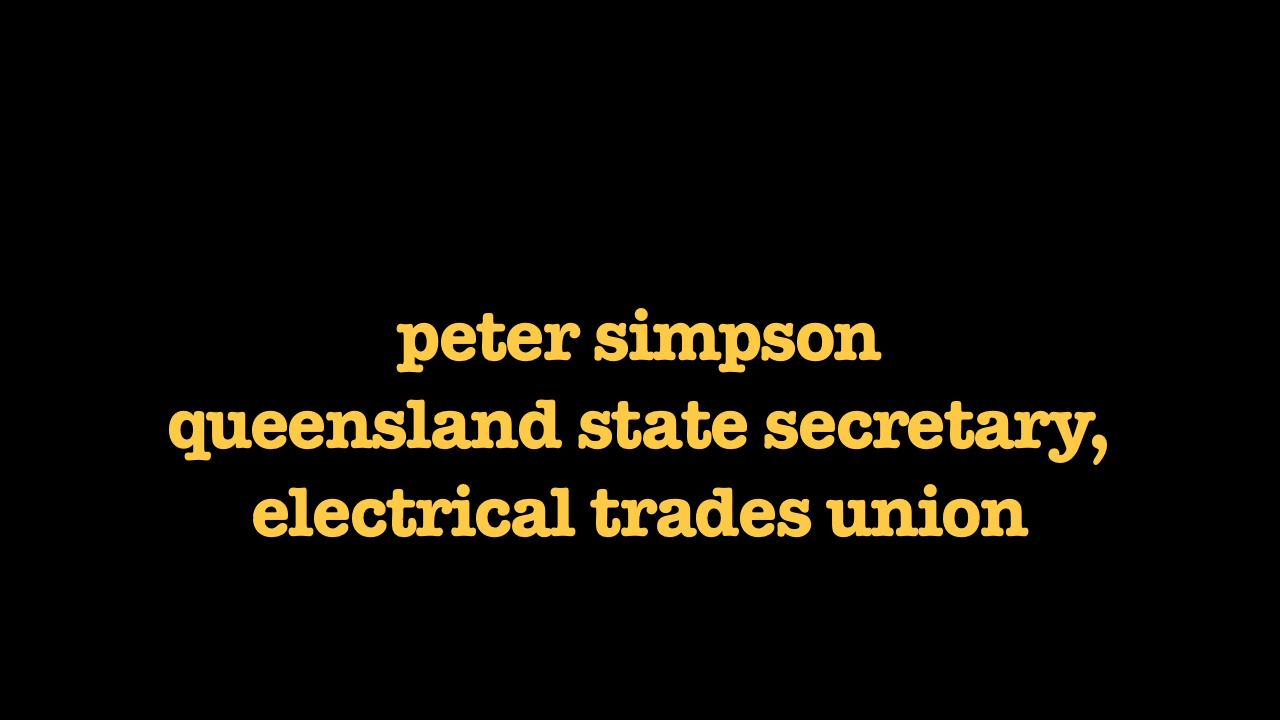 peter simpson
queensland state secretary,
electrical trades union